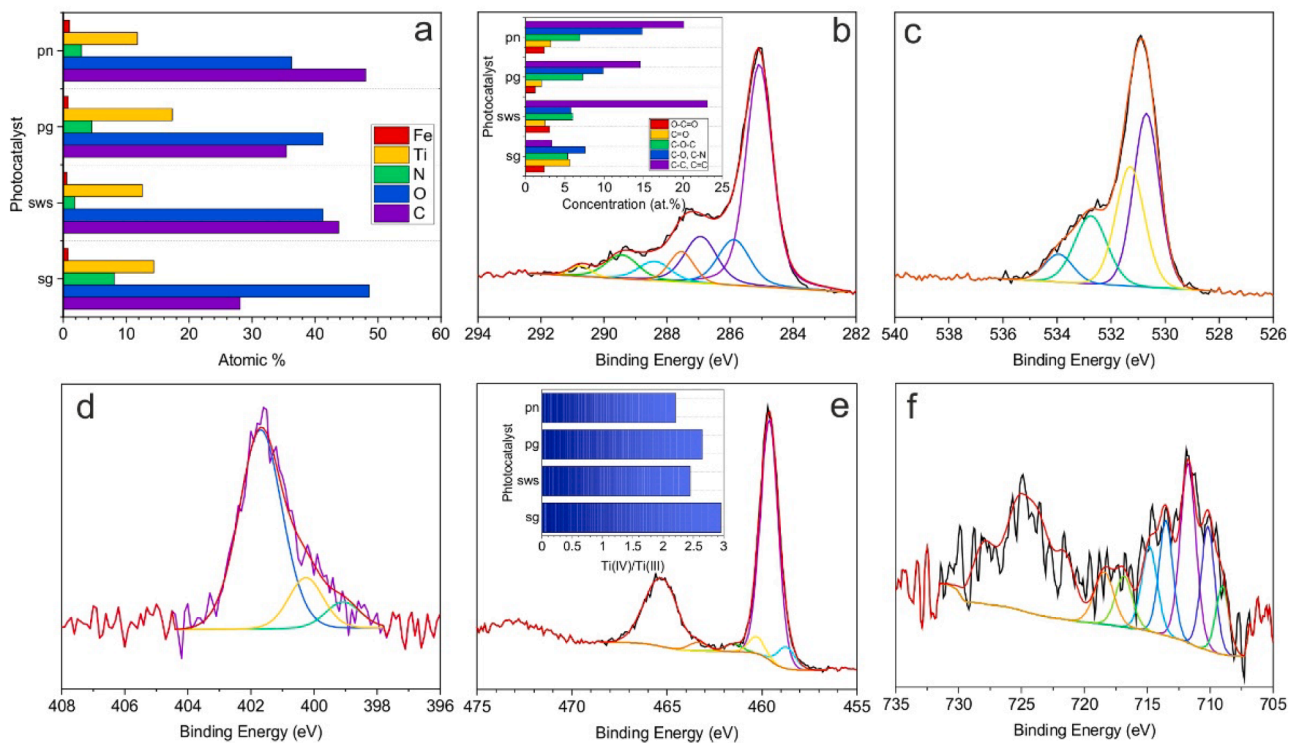 a
Photocatalyst
pn
pg
sws
sg
Fe
Ti
N
O
C
0 10 20 30 40 50 60
Atomic %
b
Photocatalyst
pn
pg
sws
sg
O-C=O
C=O
C-O-C
C-O, C-N
C-C, C=C
0 5 10 15 20 25
Concentration (at.%)
294 292 290 288 286 284 282
Binding Energy (eV)
c
540 538 536 534 532 530 528 526
Binding Energy (eV)
d
408 406 404 402 400 398 396
Binding Energy (eV)
e
Phtotocatalyst
pn
pg
sws
sg
0 0.5 1 1.5 2 2.5 3
Ti(IV)/Ti(III)
475 470 465 460 455
Binding Energy (eV)
f
735 730 725 720 715 710 705
Binding Energy (eV)